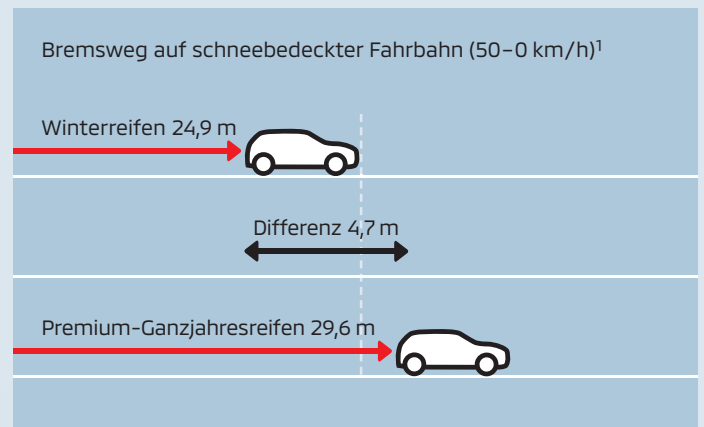 Bremsweg auf schneebedeckter Fahrbahn (50–0 km/h)¹
Winterreifen 24,9 m
Differenz 4,7 m
Premium-Ganzjahresreifen 29,6 m